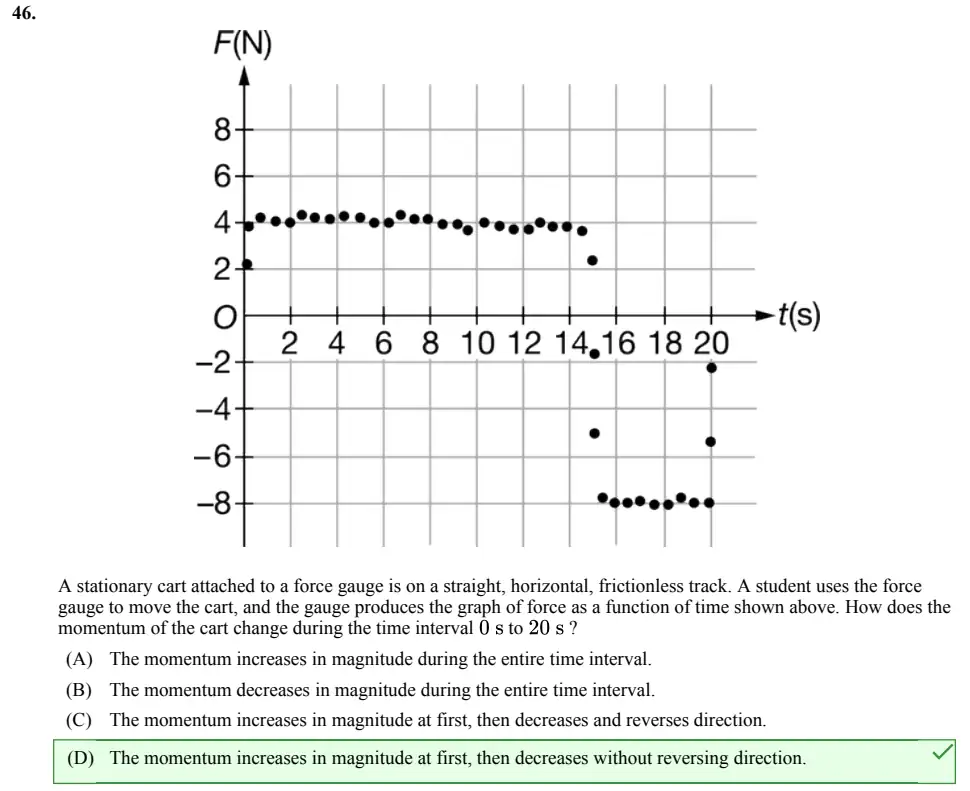 46.
F(N)
8
6
4
2
O
2 4 6 8 10 12 14 16 18 20
t(s)
−2
−4
−6
−8
A stationary cart attached to a force gauge is on a straight, horizontal, frictionless track. A student uses the force
gauge to move the cart, and the gauge produces the graph of force as a function of time shown above. How does the
momentum of the cart change during the time interval 0 s to 20 s ?
(A) The momentum increases in magnitude during the entire time interval.
(B) The momentum decreases in magnitude during the entire time interval.
(C) The momentum increases in magnitude at first, then decreases and reverses direction.
(D) The momentum increases in magnitude at first, then decreases without reversing direction.